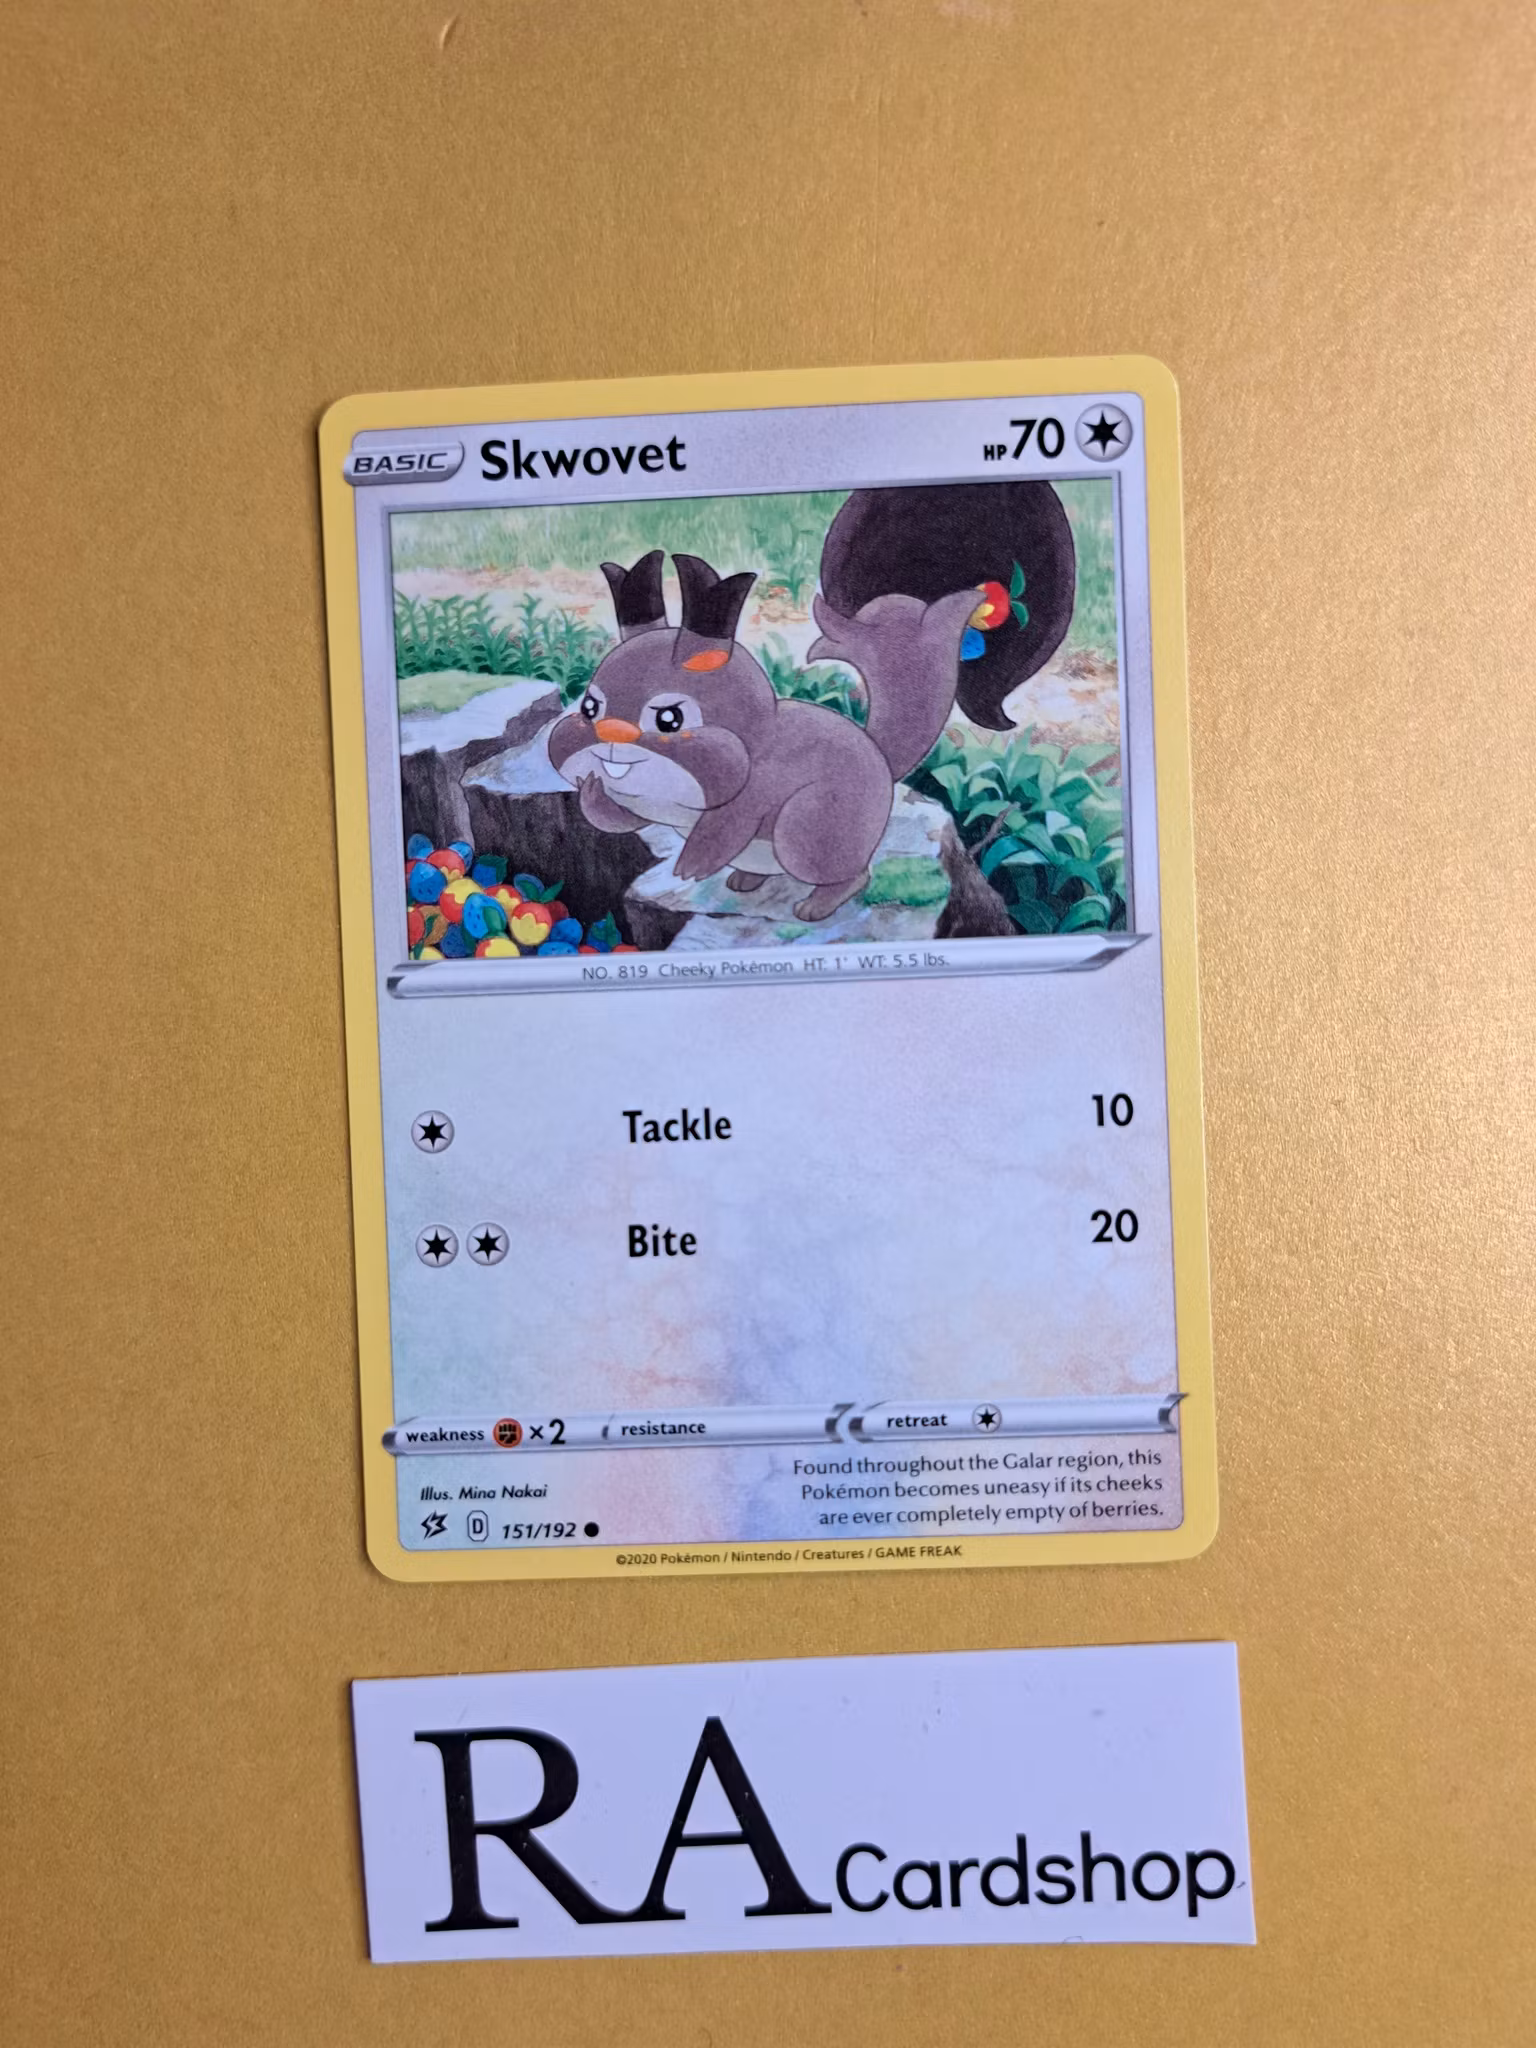 BASIC Skwovet HP 70
NO. 819 Cheeky Pokémon HT: 1' WT: 5.5 lbs.
Tackle 10
Bite 20
weakness ×2 resistance retreat
Found throughout the Galar region, this
Pokémon becomes uneasy if its cheeks
are ever completely empty of berries.
Illus. Mina Nakai
D 151/192
©2020 Pokémon / Nintendo / Creatures / GAME FREAK
RA Cardshop